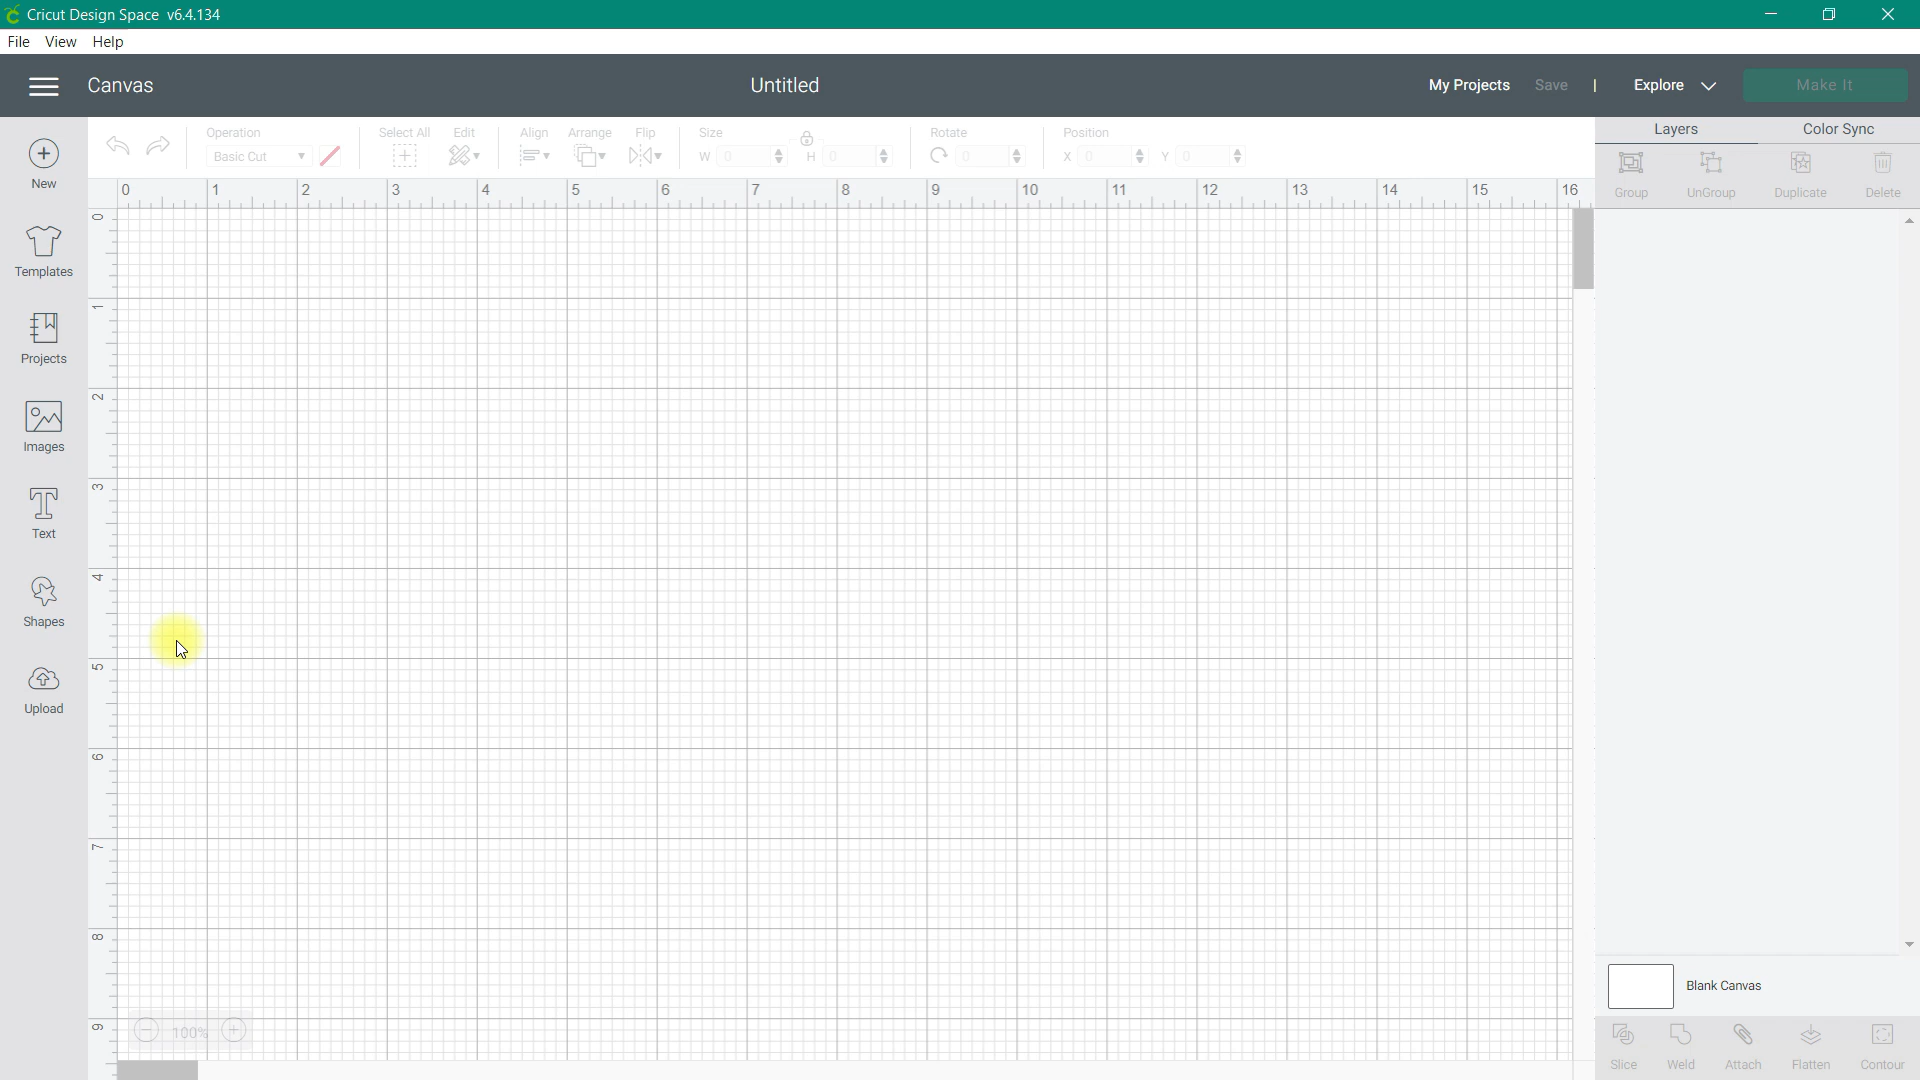 Cricut Design Space v6.4.134
File View Help
Canvas Untitled My Projects Save | Explore Make It
Operation Select All Edit Align Arrange Flip Size Rotate Position
Basic Cut W 0 H 0 0 X 0 Y 0
Layers Color Sync
Group UnGroup Duplicate Delete
0 1 2 3 4 5 6 7 8 9 10 11 12 13 14 15 16
0
1
2
3
4
5
6
7
8
9
New
Templates
Projects
Images
Text
Shapes
Upload
100%
Blank Canvas
Slice Weld Attach Flatten Contour